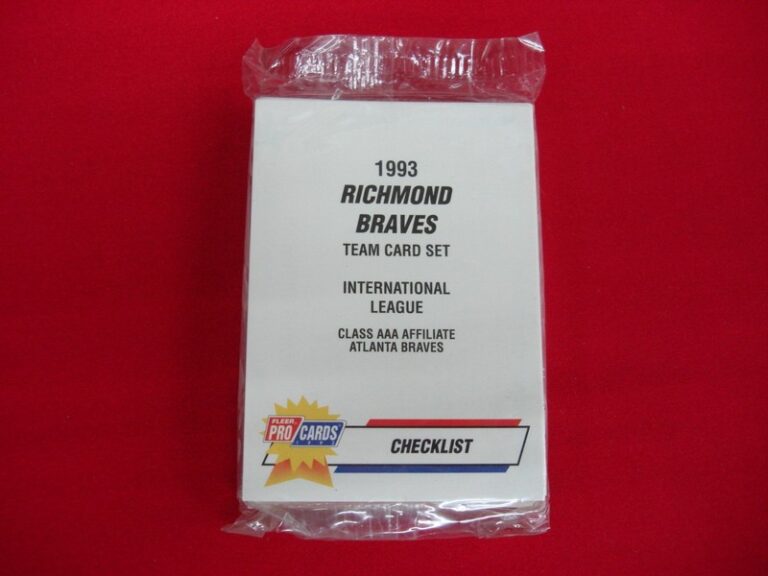 1993
RICHMOND
BRAVES
TEAM CARD SET
INTERNATIONAL
LEAGUE
CLASS AAA AFFILIATE
ATLANTA BRAVES
FLEER
PRO CARDS
CHECKLIST